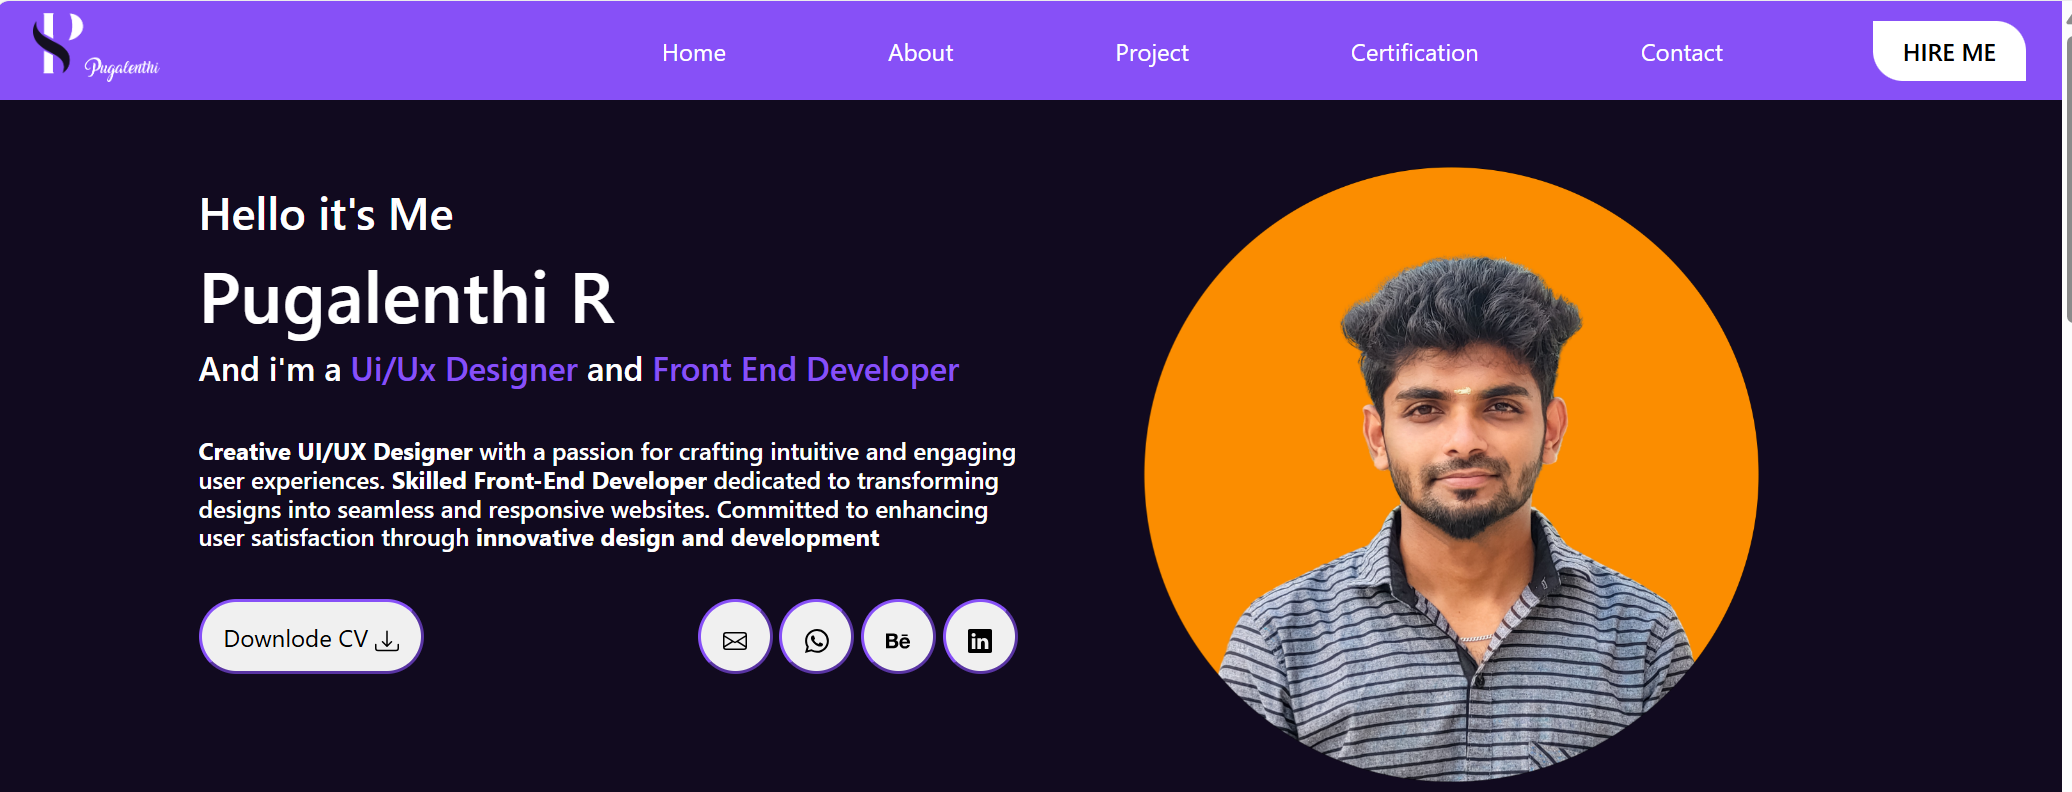 Pugalenthi
Home
About
Project
Certification
Contact
HIRE ME
Hello it's Me
Pugalenthi R
And i'm a Ui/Ux Designer and Front End Developer
Creative UI/UX Designer with a passion for crafting intuitive and engaging
user experiences. Skilled Front-End Developer dedicated to transforming
designs into seamless and responsive websites. Committed to enhancing
user satisfaction through innovative design and development
Downlode CV
Bē
in